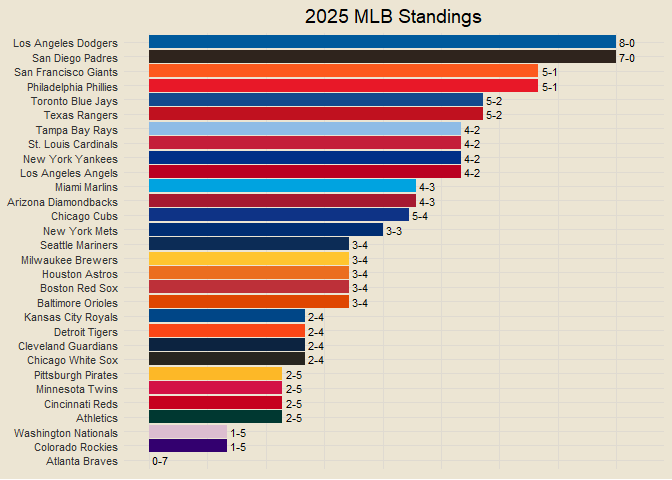 2025 MLB Standings
Los Angeles Dodgers 8-0
San Diego Padres 7-0
San Francisco Giants 5-1
Philadelphia Phillies 5-1
Toronto Blue Jays 5-2
Texas Rangers 5-2
Tampa Bay Rays 4-2
St. Louis Cardinals 4-2
New York Yankees 4-2
Los Angeles Angels 4-2
Miami Marlins 4-3
Arizona Diamondbacks 4-3
Chicago Cubs 5-4
New York Mets 3-3
Seattle Mariners 3-4
Milwaukee Brewers 3-4
Houston Astros 3-4
Boston Red Sox 3-4
Baltimore Orioles 3-4
Kansas City Royals 2-4
Detroit Tigers 2-4
Cleveland Guardians 2-4
Chicago White Sox 2-4
Pittsburgh Pirates 2-5
Minnesota Twins 2-5
Cincinnati Reds 2-5
Athletics 2-5
Washington Nationals 1-5
Colorado Rockies 1-5
Atlanta Braves 0-7